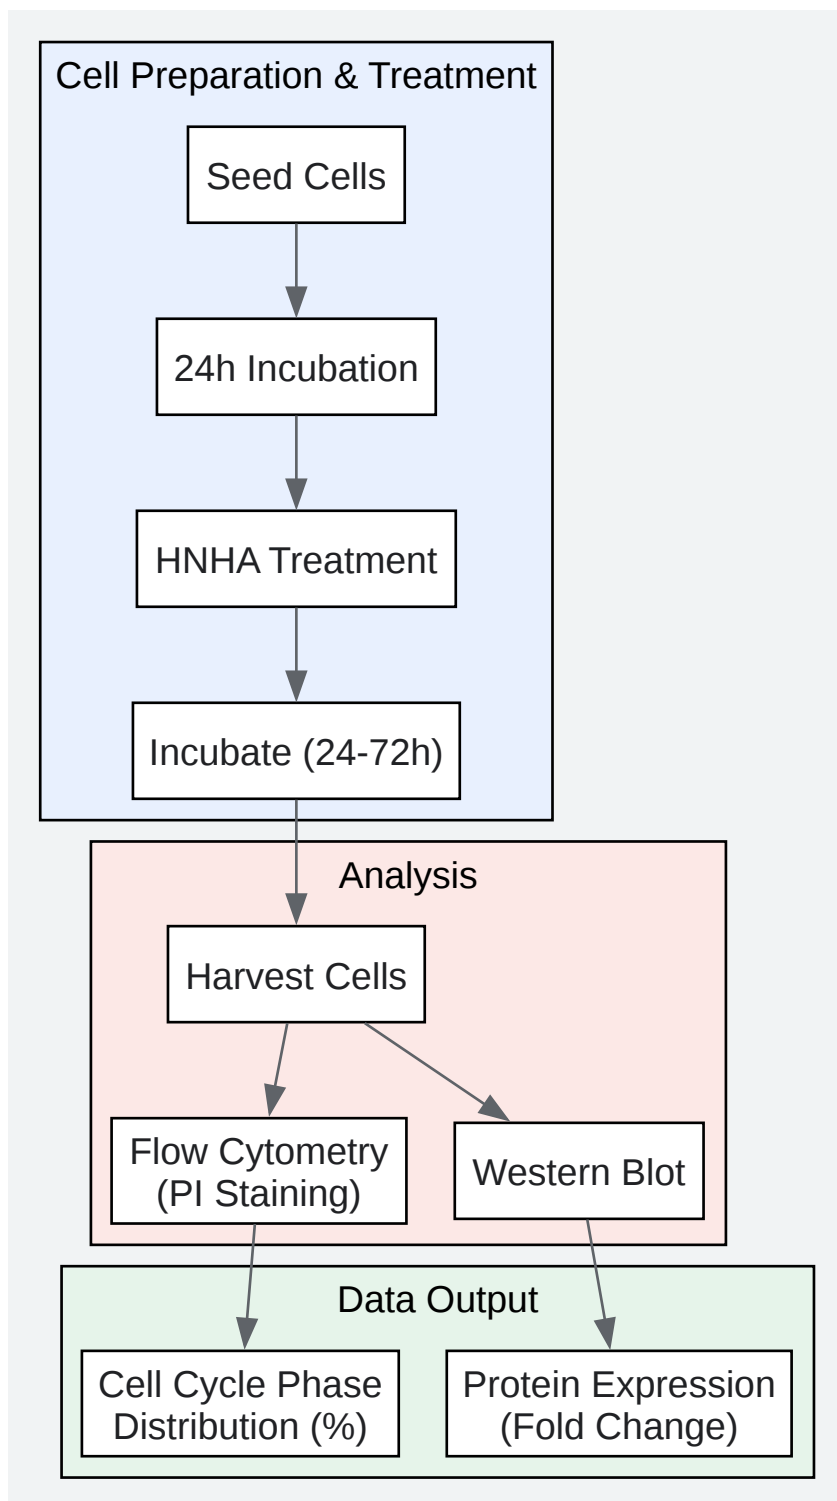 Cell Preparation & Treatment
Seed Cells
24h Incubation
HNHA Treatment
Incubate (24-72h)
Analysis
Harvest Cells
Flow Cytometry
(PI Staining)
Western Blot
Data Output
Cell Cycle Phase
Distribution (%)
Protein Expression
(Fold Change)